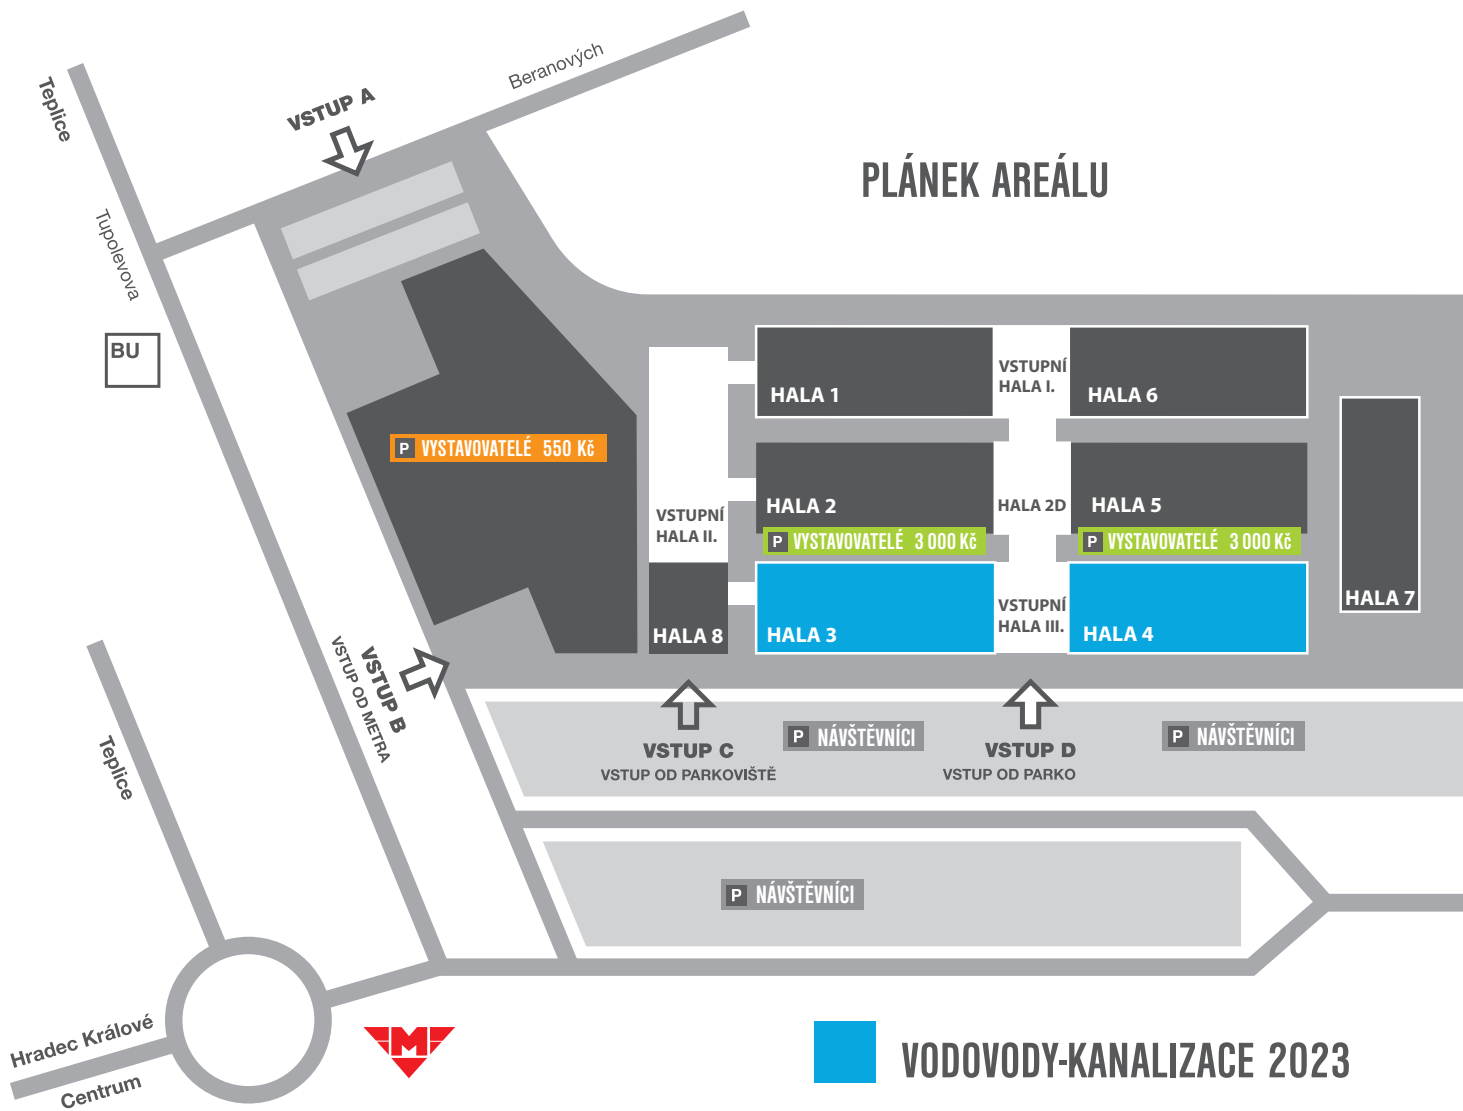 Beranových
Teplice
VSTUP A
PLÁNEK AREÁLU
Tupolevova
BU
VSTUPNÍ
HALA I.
HALA 1
HALA 6
P VYSTAVOVATELÉ 550 Kč
HALA 2
HALA 2D
HALA 5
VSTUPNÍ
HALA II.
P VYSTAVOVATELÉ 3 000 Kč
P VYSTAVOVATELÉ 3 000 Kč
HALA 7
VSTUPNÍ
HALA III.
HALA 8
HALA 3
HALA 4
VSTUP B
VSTUP OD METRA
P NÁVŠTĚVNÍCI
P NÁVŠTĚVNÍCI
VSTUP C
VSTUP OD PARKOVIŠTĚ
VSTUP D
VSTUP OD PARKO
Teplice
P NÁVŠTĚVNÍCI
Hradec Králové
Centrum
M
VODOVODY-KANALIZACE 2023